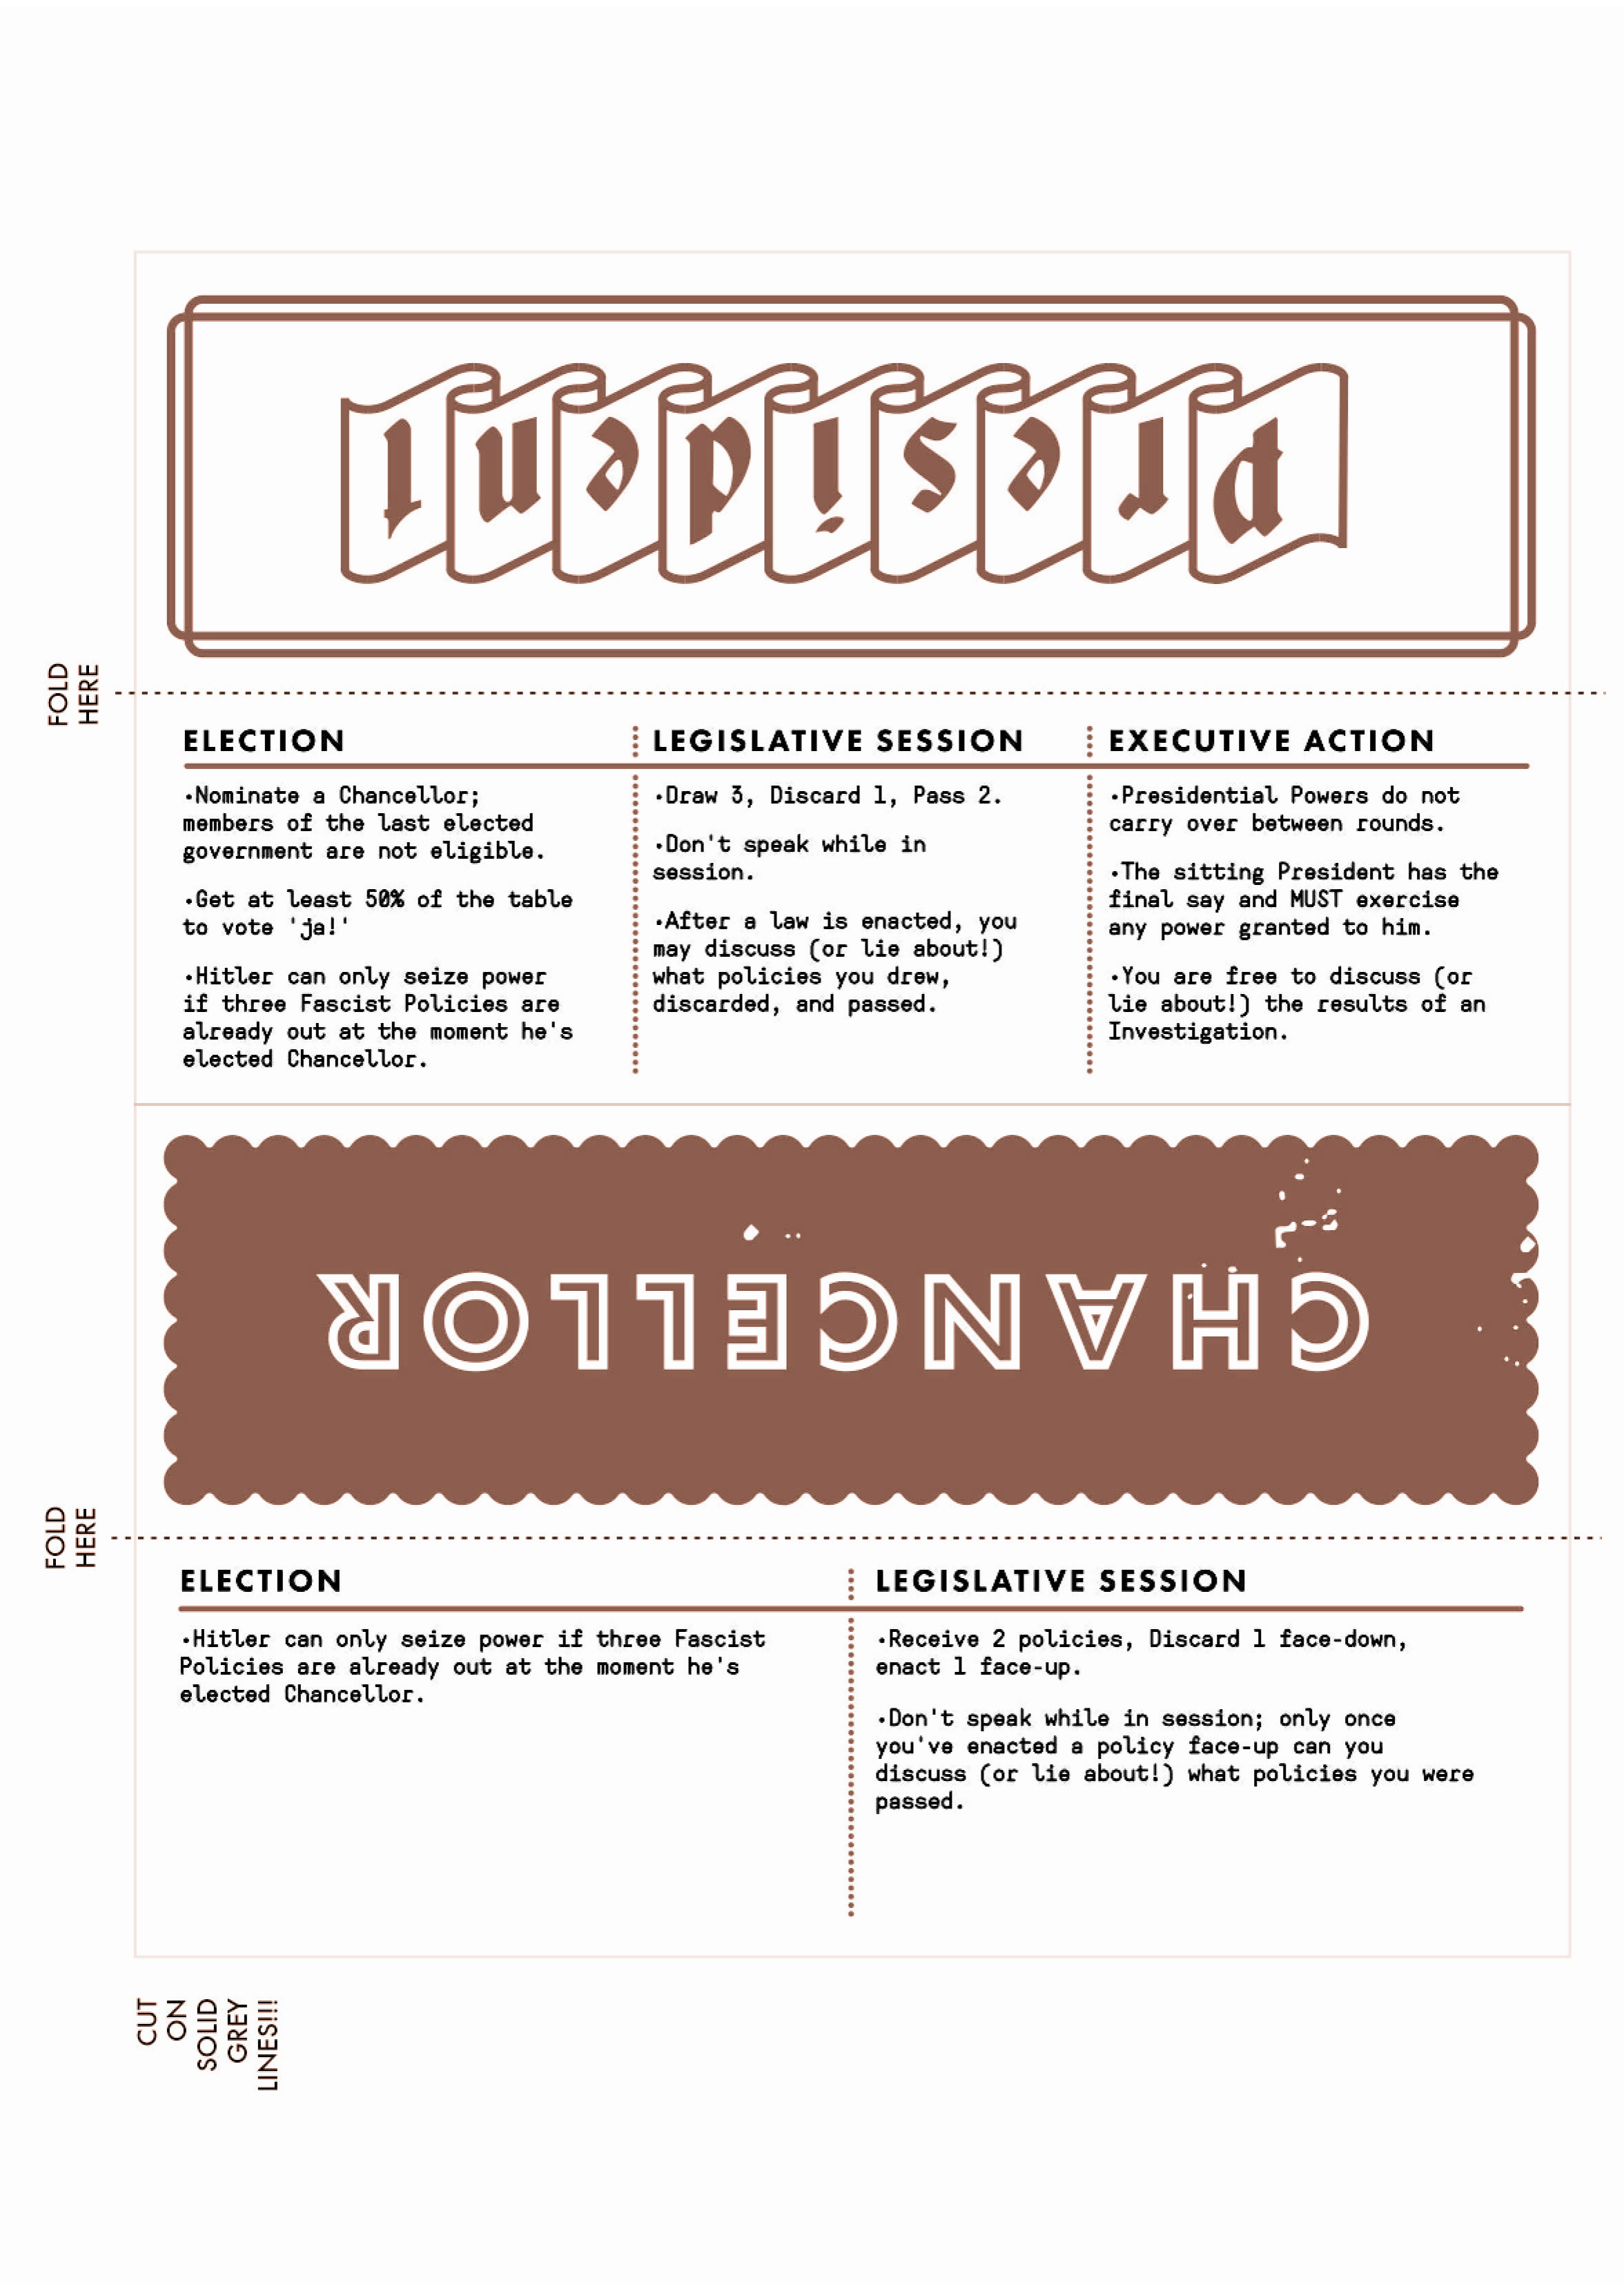 President
FOLD
HERE
ELECTION
·Nominate a Chancellor;
members of the last elected
government are not eligible.
·Get at least 50% of the table
to vote 'ja!'
·Hitler can only seize power
if three Fascist Policies are
already out at the moment he's
elected Chancellor.
LEGISLATIVE SESSION
·Draw 3, Discard 1, Pass 2.
·Don't speak while in
session.
·After a law is enacted, you
may discuss (or lie about!)
what policies you drew,
discarded, and passed.
EXECUTIVE ACTION
·Presidential Powers do not
carry over between rounds.
·The sitting President has the
final say and MUST exercise
any power granted to him.
·You are free to discuss (or
lie about!) the results of an
Investigation.
CHANCELLOR
FOLD
HERE
ELECTION
·Hitler can only seize power if three Fascist
Policies are already out at the moment he's
elected Chancellor.
LEGISLATIVE SESSION
·Receive 2 policies, Discard 1 face-down,
enact 1 face-up.
·Don't speak while in session; only once
you've enacted a policy face-up can you
discuss (or lie about!) what policies you were
passed.
CUT
ON
SOLID
GREY
LINES!!!